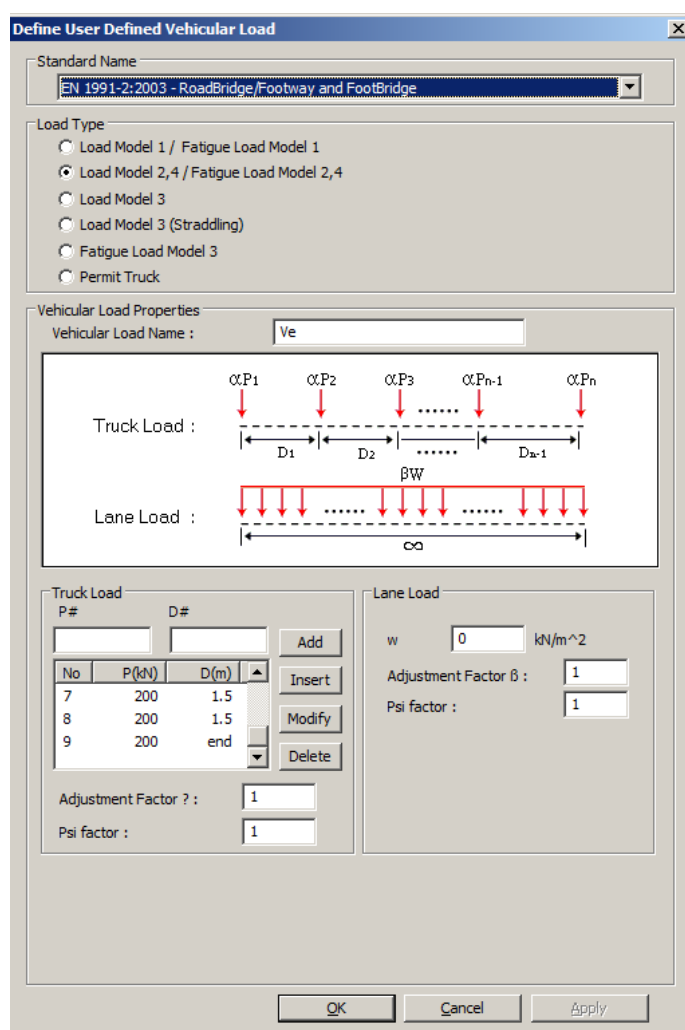 Define User Defined Vehicular Load
Standard Name
EN 1991-2:2003 - RoadBridge/Footway and FootBridge
Load Type
Load Model 1 / Fatigue Load Model 1
Load Model 2,4 / Fatigue Load Model 2,4
Load Model 3
Load Model 3 (Straddling)
Fatigue Load Model 3
Permit Truck
Vehicular Load Properties
Vehicular Load Name : Ve
αP1 αP2 αP3 αPn-1 αPn
Truck Load :
D1 D2 ...... Dn-1
βW
Lane Load :
∞
Truck Load
P# D#
Add
No P(kN) D(m)
Insert
7 200 1.5
8 200 1.5
Modify
9 200 end
Delete
Adjustment Factor ? : 1
Psi factor : 1
Lane Load
w 0 kN/m^2
Adjustment Factor ß : 1
Psi factor : 1
OK Cancel Apply